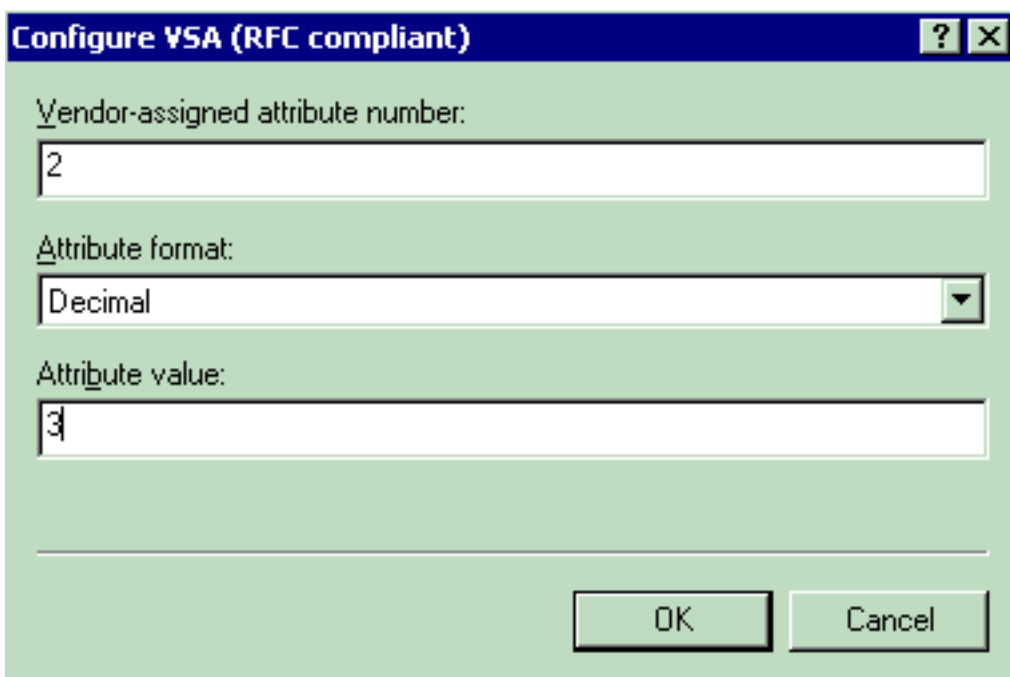 Configure VSA (RFC compliant)
Vendor-assigned attribute number:
2
Attribute format:
Decimal
Attribute value:
3
OK Cancel